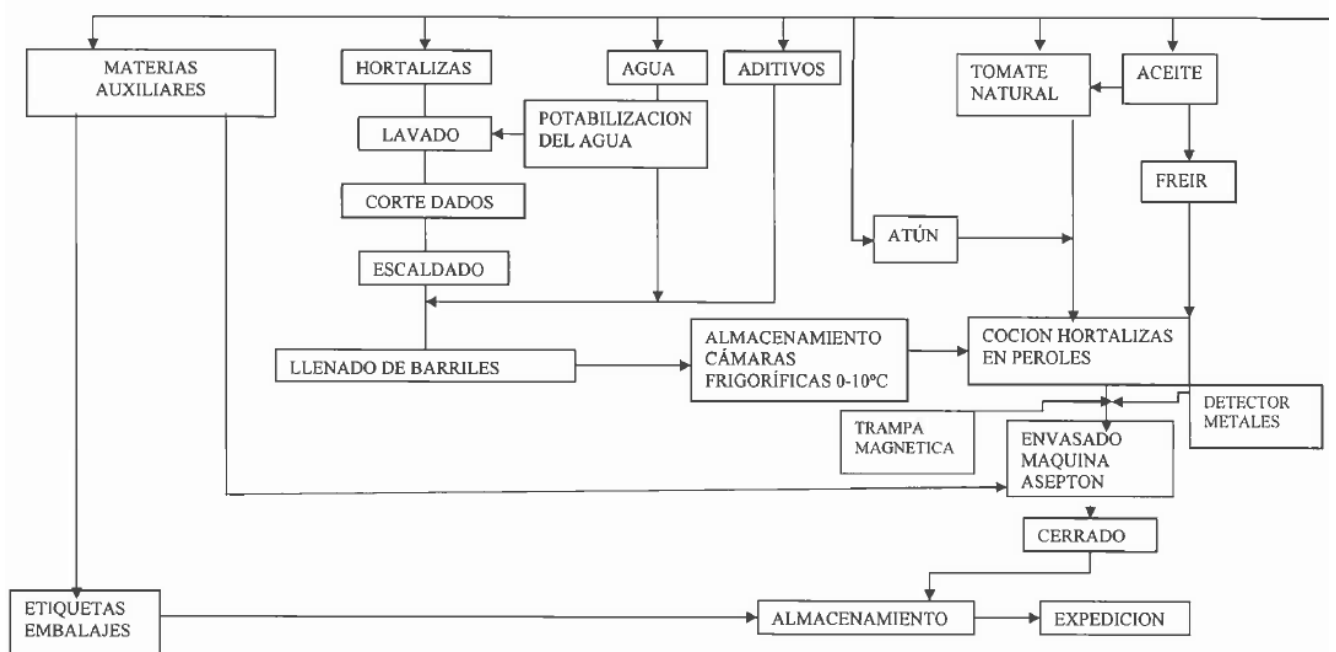 MATERIAS
AUXILIARES
HORTALIZAS
AGUA
ADITIVOS
TOMATE
NATURAL
ACEITE
LAVADO
POTABILIZACION
DEL AGUA
CORTE DADOS
FREIR
ATÚN
ESCALDADO
LLENADO DE BARRILES
ALMACENAMIENTO
CÁMARAS
FRIGORÍFICAS 0-10ºC
COCION HORTALIZAS
EN PEROLES
TRAMPA
MAGNETICA
DETECTOR
METALES
ENVASADO
MAQUINA
ASEPTON
CERRADO
ETIQUETAS
EMBALAJES
ALMACENAMIENTO
EXPEDICION